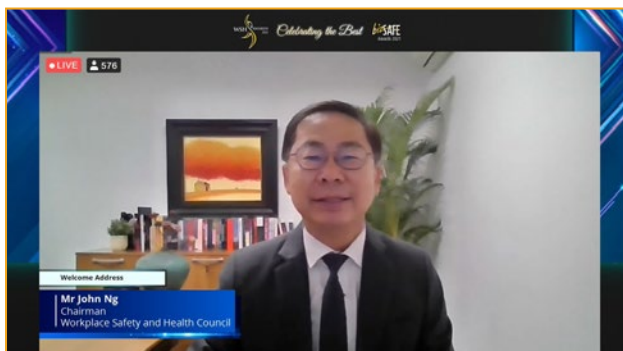 WSH Celebrating the Best bizSAFE
Awards 2021
LIVE 576
Welcome Address
Mr John Ng
Chairman
Workplace Safety and Health Council